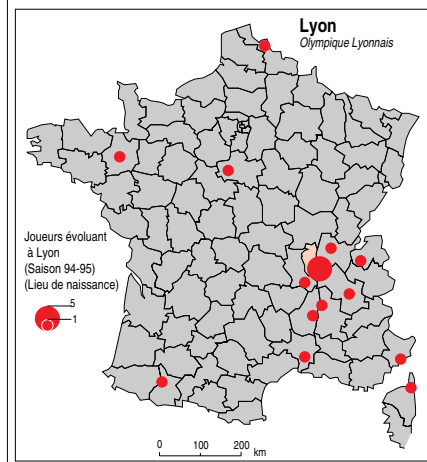 Lyon
Olympique Lyonnais
Joueurs évoluant
à Lyon
(Saison 94-95)
(Lieu de naissance)
5
1
0 100 200
km